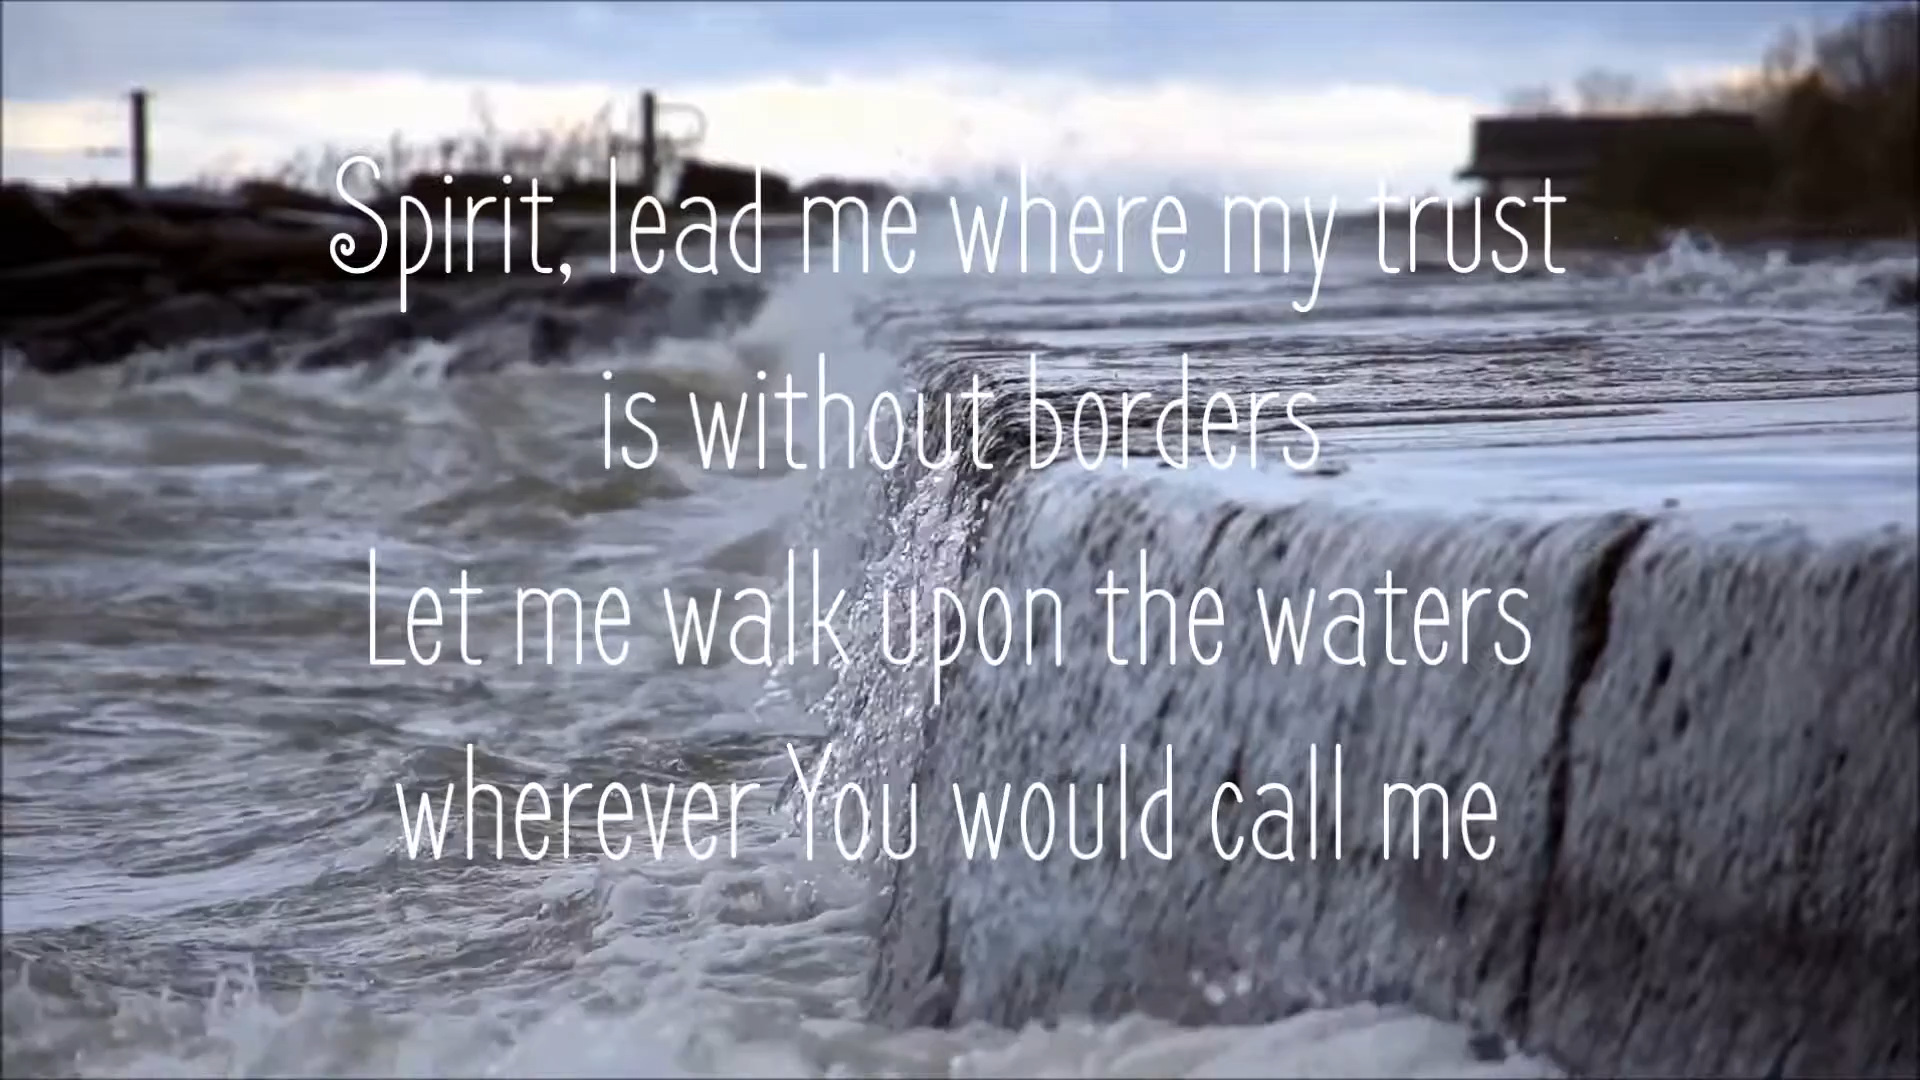 Spirit, lead me where my trust
is without borders
Let me walk upon the waters
wherever You would call me